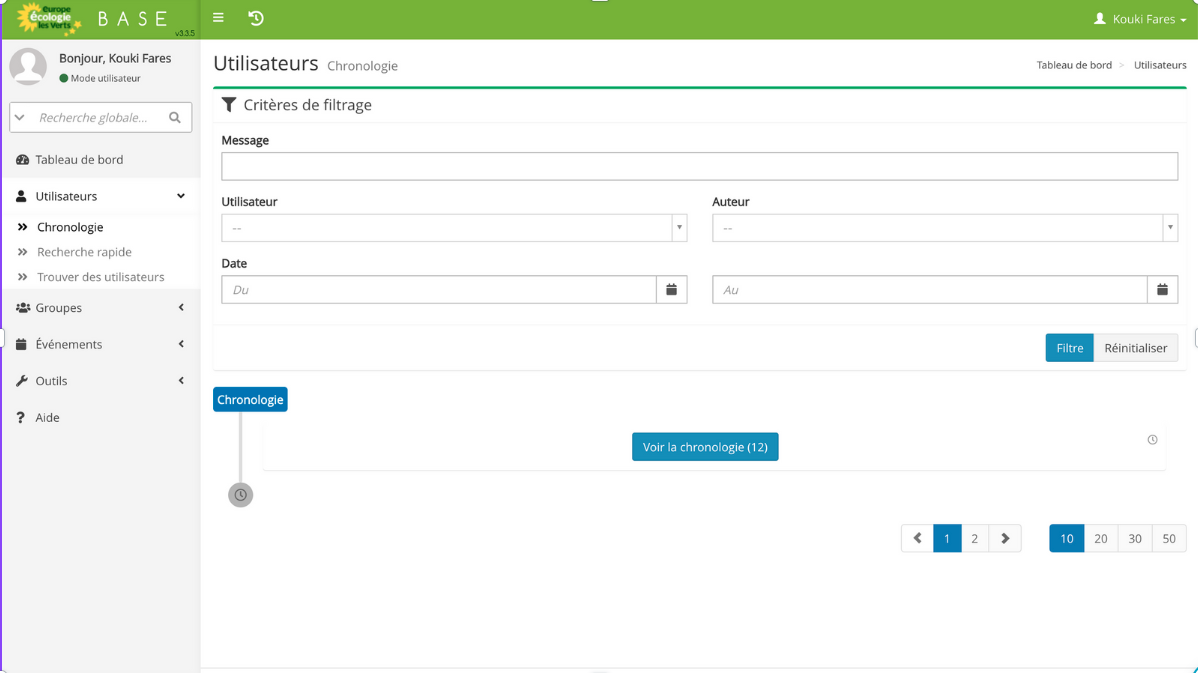 europe
écologie
les Verts
BASE
v3.3.5
Kouki Fares
Bonjour, Kouki Fares
Mode utilisateur
Recherche globale...
Tableau de bord
Utilisateurs
Chronologie
Recherche rapide
Trouver des utilisateurs
Groupes
Événements
Outils
? Aide
Utilisateurs Chronologie
Tableau de bord > Utilisateurs
Critères de filtrage
Message
Utilisateur
--
Auteur
--
Date
Du
Au
Filtre
Réinitialiser
Chronologie
Voir la chronologie (12)
1 2
10 20 30 50